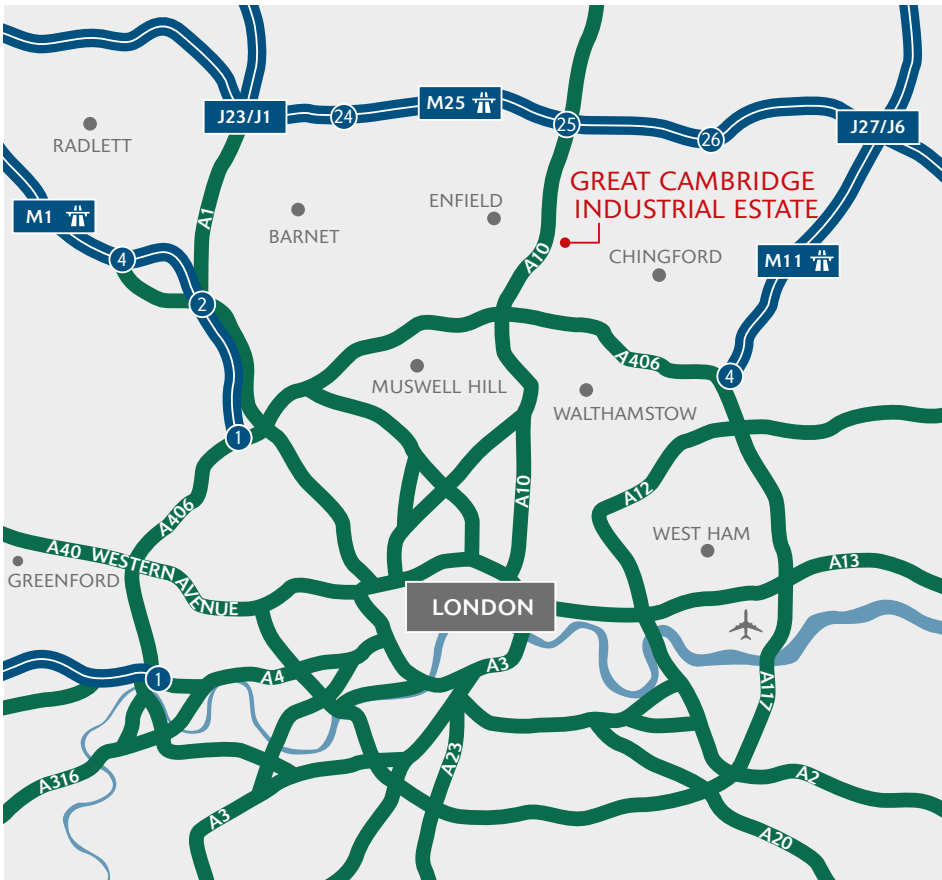 J23/J1
24
M25
25
26
J27/J6
RADLETT
M1
A1
BARNET
ENFIELD
GREAT CAMBRIDGE
INDUSTRIAL ESTATE
A10
CHINGFORD
M11
4
2
MUSWELL HILL
A406
4
WALTHAMSTOW
1
A406
A10
A12
WEST HAM
A40 WESTERN AVENUE
GREENFORD
A13
LONDON
1
A4
A3
A117
A316
A3
A23
A2
A20